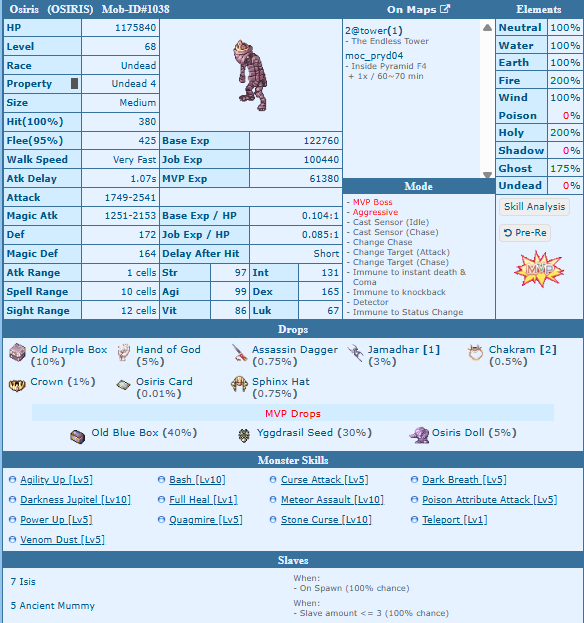 Osiris (OSIRIS) Mob-ID#1038
On Maps
Elements
HP 1175840
Level 68
Race Undead
Property Undead 4
Size Medium
Hit(100%) 380
Flee(95%) 425
Walk Speed Very Fast
Atk Delay 1.07s
Attack 1749-2541
Magic Atk 1251-2153
Def 172
Magic Def 164
Atk Range 1 cells
Spell Range 10 cells
Sight Range 12 cells
Base Exp 122760
Job Exp 100440
MVP Exp 61380
Base Exp / HP 0.104:1
Job Exp / HP 0.085:1
Delay After Hit Short
Str 97 Int 131
Agi 99 Dex 165
Vit 86 Luk 67
2@tower(1)
- The Endless Tower
moc_pryd04
- Inside Pyramid F4
+ 1x / 60~70 min
Mode
- MVP Boss
- Aggressive
- Cast Sensor (Idle)
- Cast Sensor (Chase)
- Change Chase
- Change Target (Attack)
- Change Target (Chase)
- Immune to instant death &
Coma
- Immune to knockback
- Detector
- Immune to Status Change
Neutral 100%
Water 100%
Earth 100%
Fire 200%
Wind 100%
Poison 0%
Holy 200%
Shadow 0%
Ghost 175%
Undead 0%
Skill Analysis
Pre-Re
MVP
Drops
Old Purple Box (10%)
Hand of God (5%)
Assassin Dagger (0.75%)
Jamadhar [1] (3%)
Chakram [2] (0.5%)
Crown (1%)
Osiris Card (0.01%)
Sphinx Hat (0.75%)
MVP Drops
Old Blue Box (40%)
Yggdrasil Seed (30%)
Osiris Doll (5%)
Monster Skills
Agility Up [Lv5]
Bash [Lv10]
Curse Attack [Lv5]
Dark Breath [Lv5]
Darkness Jupitel [Lv10]
Full Heal [Lv1]
Meteor Assault [Lv10]
Poison Attribute Attack [Lv5]
Power Up [Lv5]
Quagmire [Lv5]
Stone Curse [Lv10]
Teleport [Lv1]
Venom Dust [Lv5]
Slaves
7 Isis
When:
- On Spawn (100% chance)
5 Ancient Mummy
When:
- Slave amount <= 3 (100% chance)